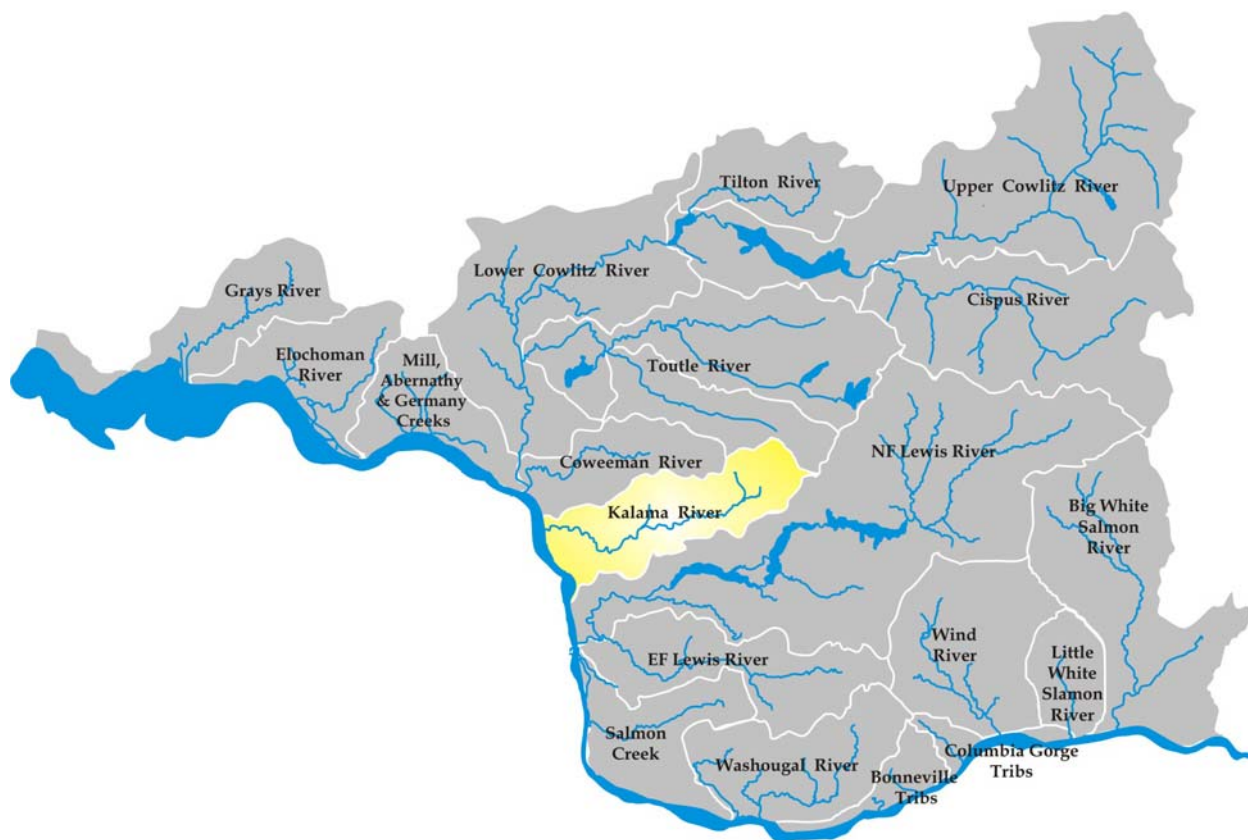 Tilton River
Upper Cowlitz River
Lower Cowlitz River
Grays River
Cispus River
Elochoman
River
Mill,
Abernathy
& Germany
Creeks
Toutle River
Coweeman River
NF Lewis River
Kalama River
Big White
Salmon
River
Wind
River
EF Lewis River
Little
White
Slamon
River
Salmon
Creek
Washougal River
Bonneville
Tribs
Columbia Gorge
Tribs